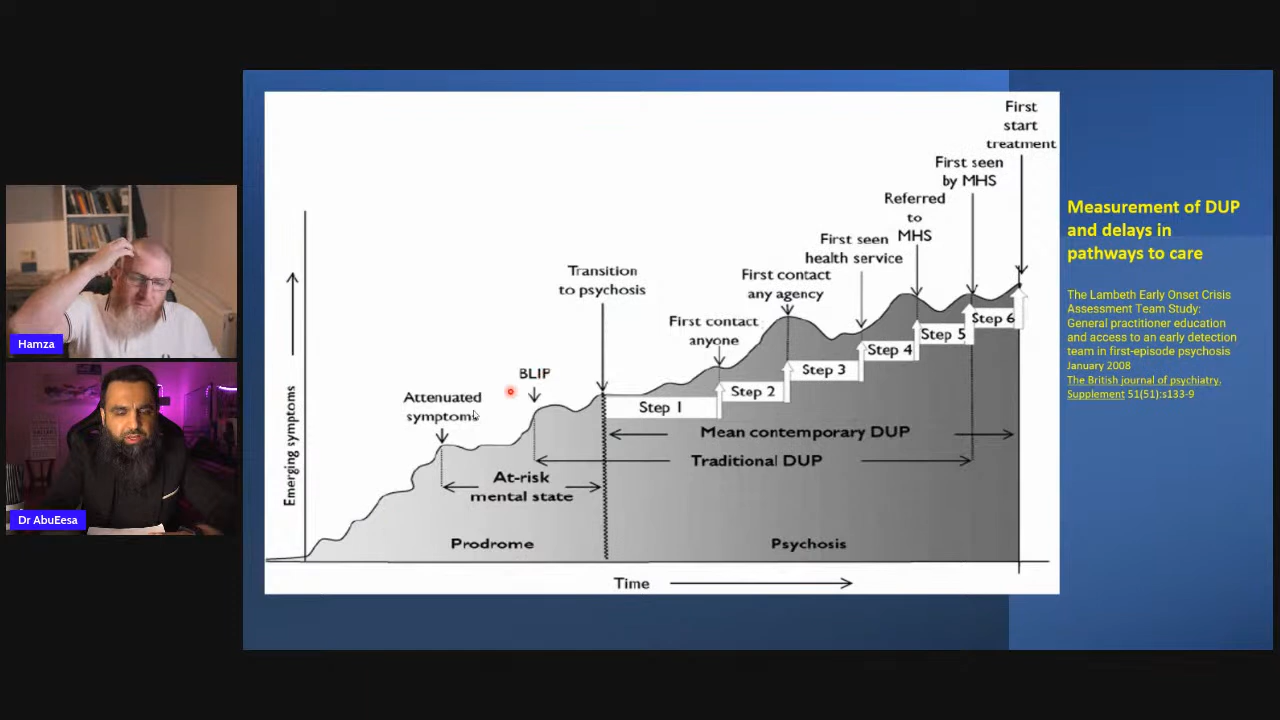 First
start
treatment
First seen
by MHS
Referred
to
MHS
First seen
health service
First contact
any agency
Transition
to psychosis
First contact
anyone
BLIP
Attenuated
symptoms
Emerging symptoms
Step 1
Step 2
Step 3
Step 4
Step 5
Step 6
Mean contemporary DUP
Traditional DUP
At-risk
mental state
Prodrome
Psychosis
Time
Measurement of DUP
and delays in
pathways to care
The Lambeth Early Onset Crisis
Assessment Team Study:
General practitioner education
and access to an early detection
team in first-episode psychosis
January 2008
The British journal of psychiatry.
Supplement 51(51):s133-9
Hamza
Dr AbuEesa